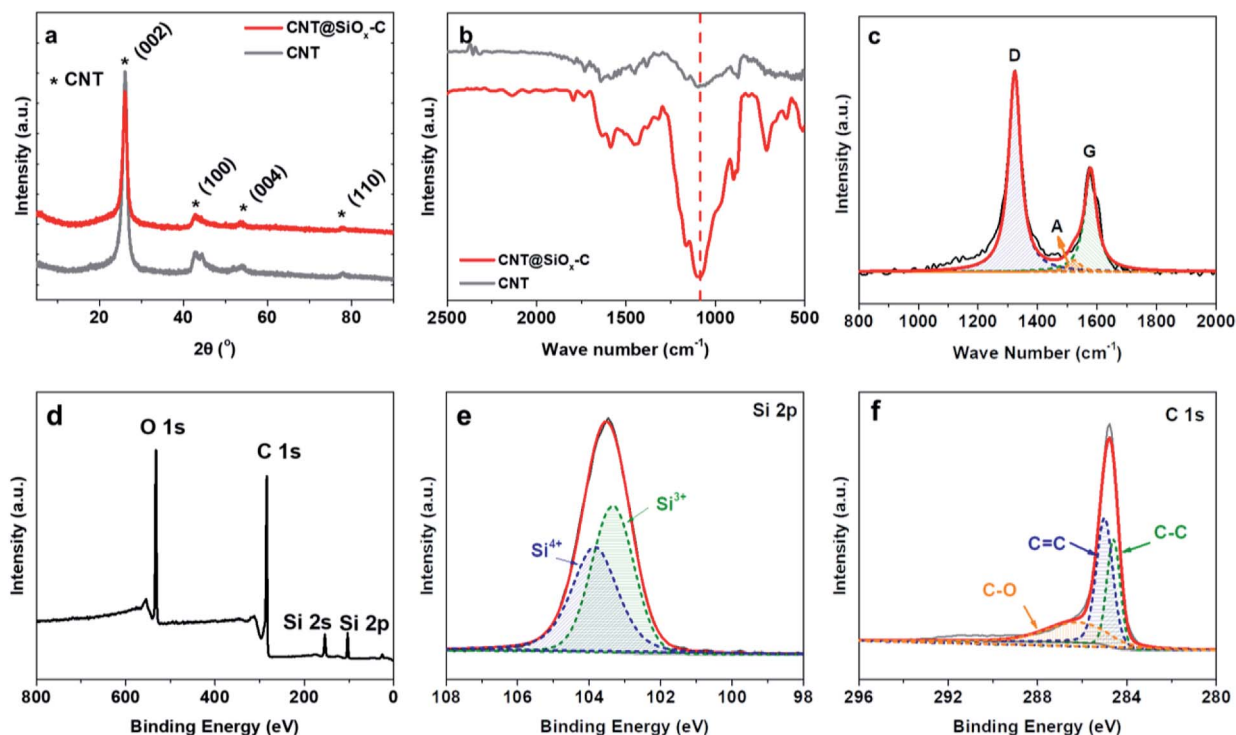 a
CNT@SiOₓ-C
CNT
* CNT
* (002)
* (100)
* (004)
* (110)
Intensity (a.u.)
20 40 60 80
2θ (°)
b
CNT@SiOₓ-C
CNT
Intensity (a.u.)
2500 2000 1500 1000 500
Wave number (cm⁻¹)
c
D
G
A
Intensity (a.u.)
800 1000 1200 1400 1600 1800 2000
Wave Number (cm⁻¹)
d
O 1s
C 1s
Si 2s Si 2p
Intensity (a.u.)
800 600 400 200 0
Binding Energy (eV)
e
Si 2p
Si³⁺
Si⁴⁺
Intensity (a.u.)
108 106 104 102 100 98
Binding Energy (eV)
f
C 1s
C=C
C-C
C-O
Intensity (a.u.)
296 292 288 284 280
Binding Energy (eV)